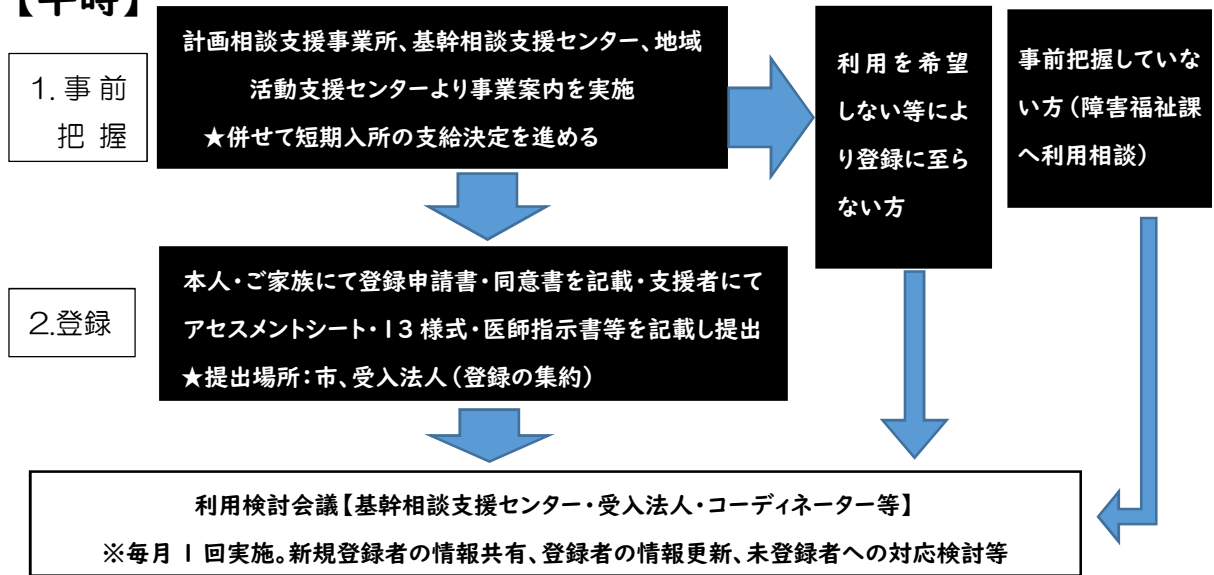 【平時】
1.事前
把握
計画相談支援事業所、基幹相談支援センター、地域
活動支援センターより事業案内を実施
★併せて短期入所の支給決定を進める
利用を希望
しない等によ
り登録に至ら
ない方
事前把握していな
い方(障害福祉課
へ利用相談)
2.登録
本人・ご家族にて登録申請書・同意書を記載・支援者にて
アセスメントシート・13様式・医師指示書等を記載し提出
★提出場所:市、受入法人(登録の集約)
利用検討会議【基幹相談支援センター・受入法人・コーディネーター等】
※毎月1回実施。新規登録者の情報共有、登録者の情報更新、未登録者への対応検討等